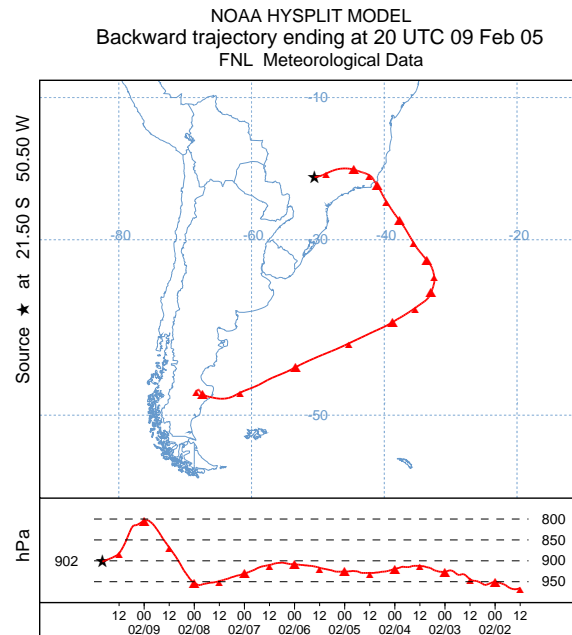 NOAA HYSPLIT MODEL
Backward trajectory ending at 20 UTC 09 Feb 05
FNL Meteorological Data
Source ★ at 21.50 S 50.50 W
-10
-80 -60 -30 -40 -20
-50
hPa
902
800
850
900
950
12 00 12 00 12 00 12 00 12 00 12 00 12 00 12 00 12
02/09 02/08 02/07 02/06 02/05 02/04 02/03 02/02